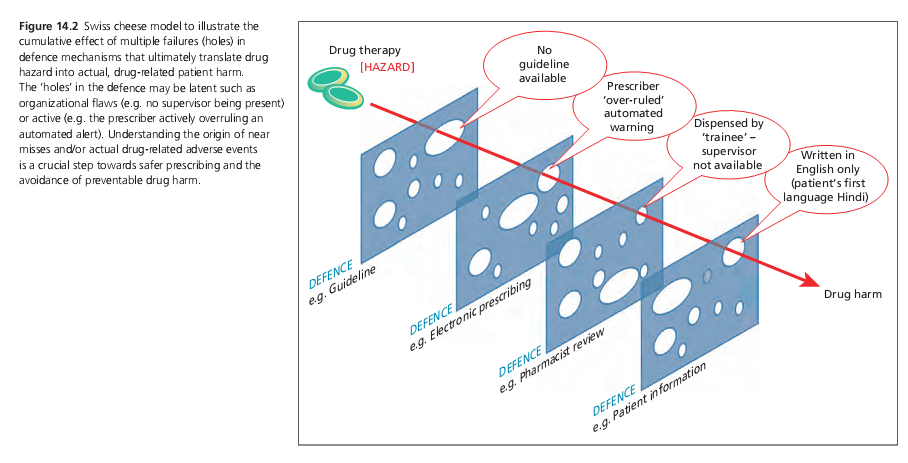 Figure 14.2 Swiss cheese model to illustrate the
cumulative effect of multiple failures (holes) in
defence mechanisms that ultimately translate drug
hazard into actual, drug-related patient harm.
The ‘holes’ in the defence may be latent such as
organizational flaws (e.g. no supervisor being present)
or active (e.g. the prescriber actively overruling an
automated alert). Understanding the origin of near
misses and/or actual drug-related adverse events
is a crucial step towards safer prescribing and the
avoidance of preventable drug harm.
Drug therapy
[HAZARD]
No
guideline
available
Prescriber
‘over-ruled’
automated
warning
Dispensed by
‘trainee’ –
supervisor
not available
Written in
English only
(patient’s first
language Hindi)
DEFENCE
e.g. Guideline
DEFENCE
e.g. Electronic prescribing
DEFENCE
e.g. Pharmacist review
DEFENCE
e.g. Patient information
Drug harm